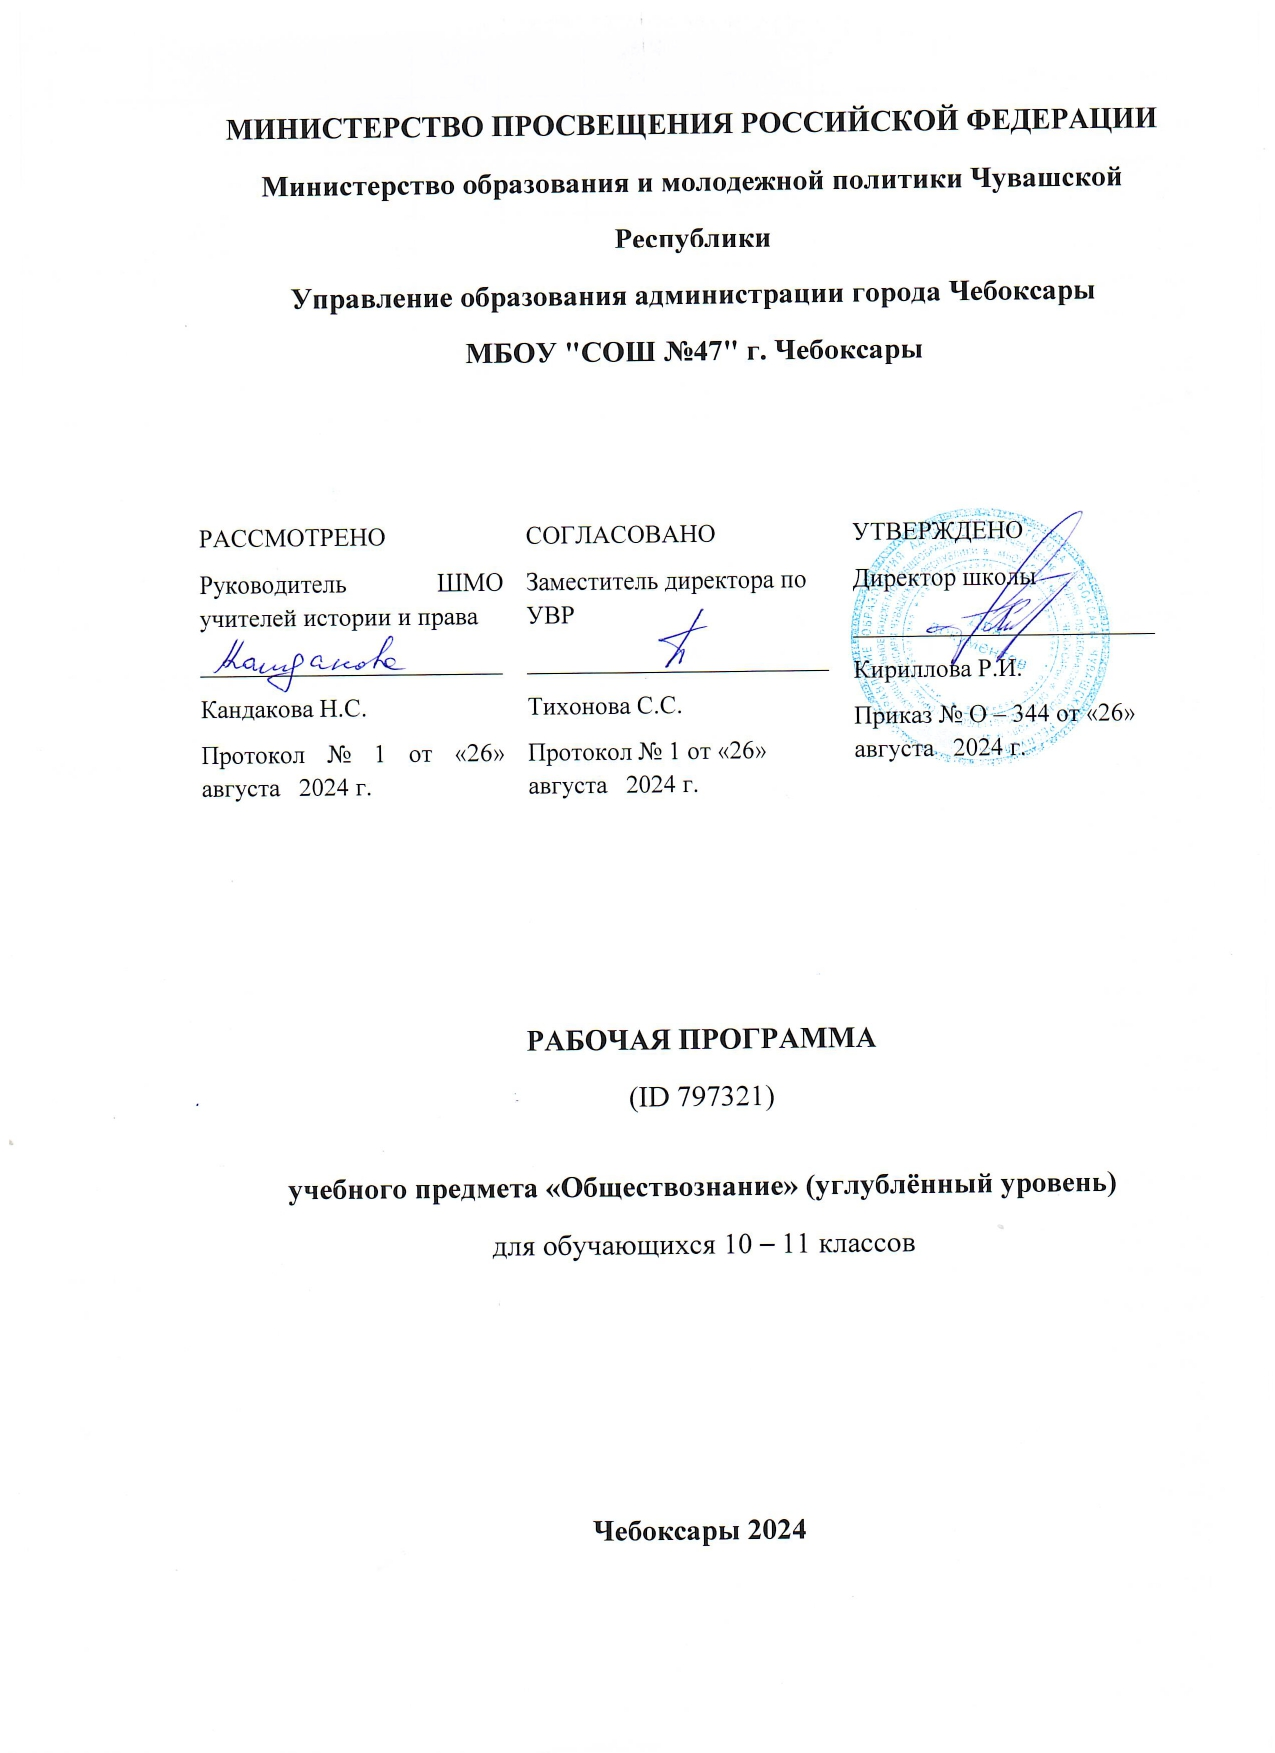 МИНИСТЕРСТВО ПРОСВЕЩЕНИЯ РОССИЙСКОЙ ФЕДЕРАЦИИ
Министерство образования и молодежной политики Чувашской
Республики
Управление образования администрации города Чебоксары
МБОУ "СОШ №47" г. Чебоксары
РАССМОТРЕНО
Руководитель ШМО
учителей истории и права
Кандакова
Кандакова Н.С.
Протокол № 1 от «26»
августа 2024 г.
СОГЛАСОВАНО
Заместитель директора по
УВР
Тихонова С.С.
Протокол № 1 от «26»
августа 2024 г.
УТВЕРЖДЕНО
Директор школы
Кириллова Р.И.
Приказ № О – 344 от «26»
августа 2024 г.
РАБОЧАЯ ПРОГРАММА
(ID 797321)
учебного предмета «Обществознание» (углублённый уровень)
для обучающихся 10 – 11 классов
Чебоксары 2024